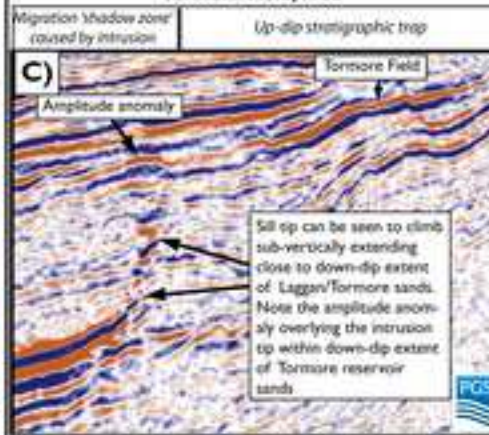 Migration 'shadow zone'
caused by intrusion
Up-dip stratigraphic trap
C)
Tormore Field
Amplitude anomaly
Sill tip can be seen to climb
sub-vertically extending
close to down-dip extent
of Laggan/Tormore sands.
Note the amplitude anom-
aly overlying the intrusion
tip within down-dip extent
of Tormore reservoir
sands
PGS